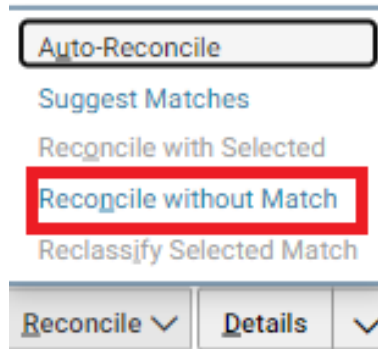 Auto-Reconcile
Suggest Matches
Reconcile with Selected
Reconcile without Match
Reclassify Selected Match
Reconcile Details